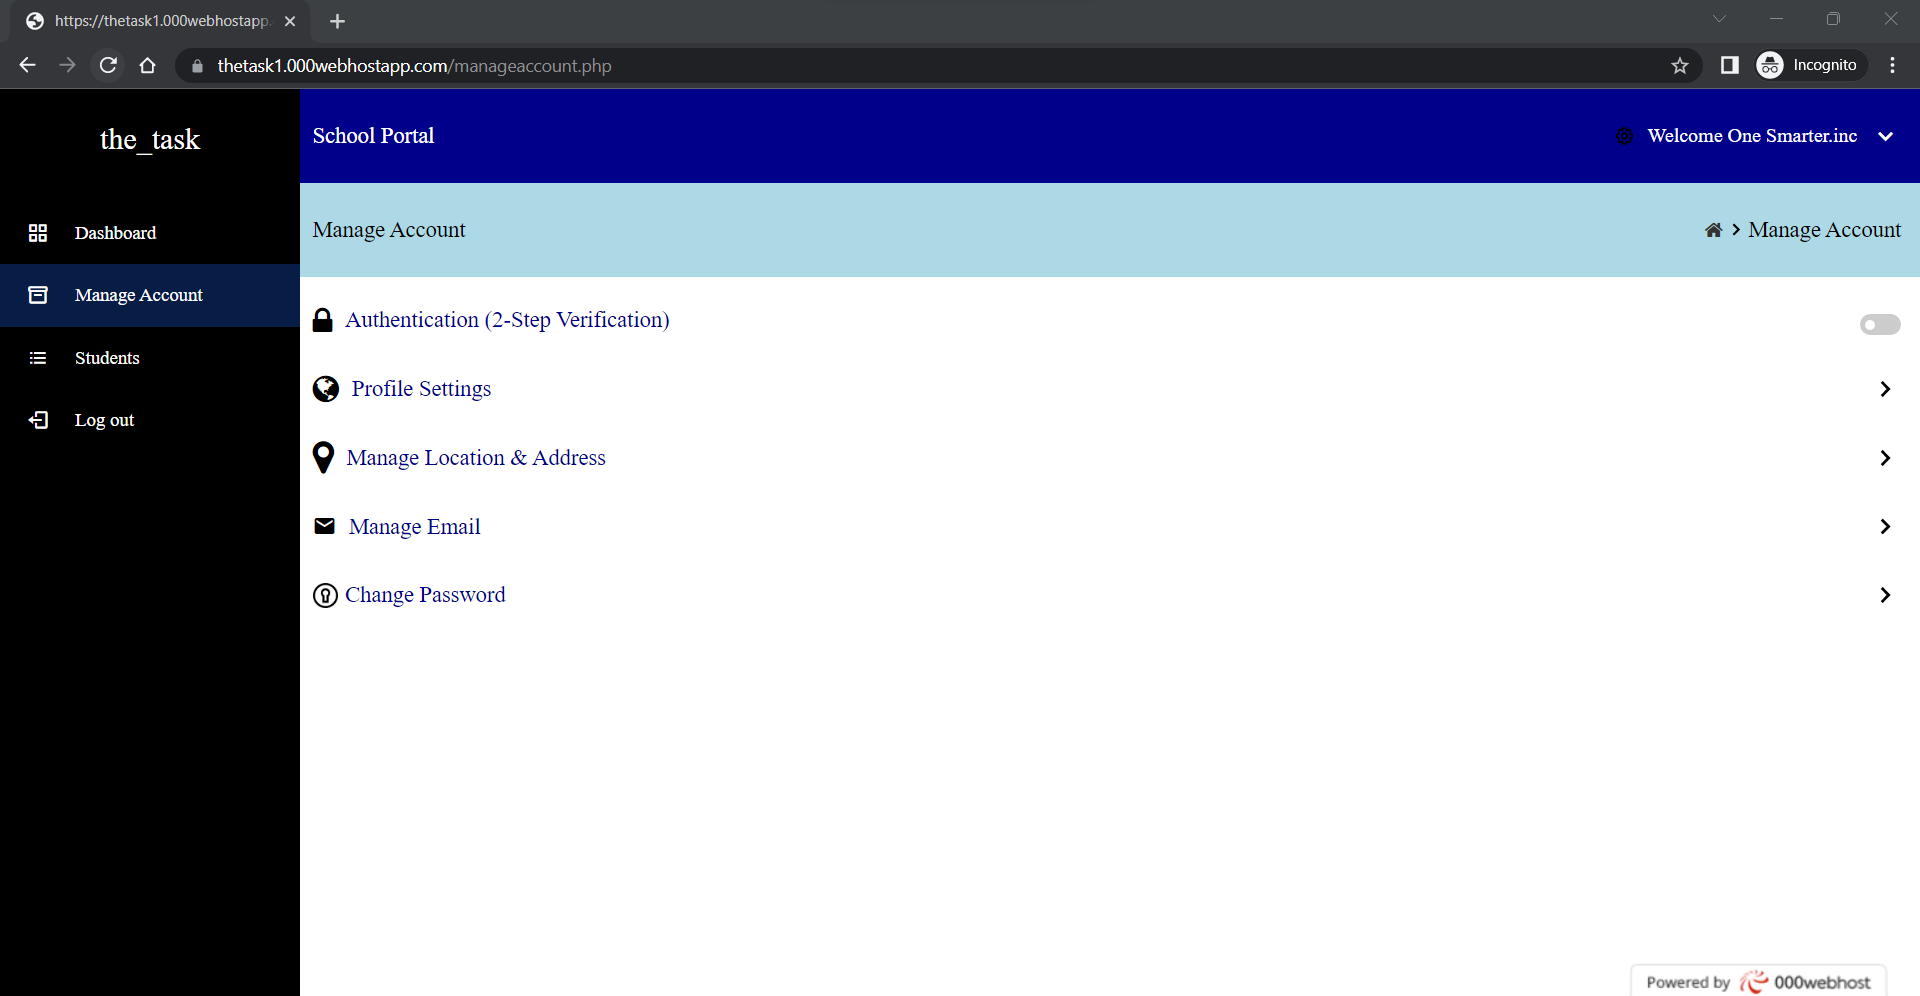 https://thetask1.000webhostapp.
thetask1.000webhostapp.com/manageaccount.php
Incognito
the_task
School Portal
Welcome One Smarter.inc
Manage Account
Manage Account
Dashboard
Manage Account
Students
Log out
Authentication (2-Step Verification)
Profile Settings
Manage Location & Address
Manage Email
Change Password
Powered by 000webhost